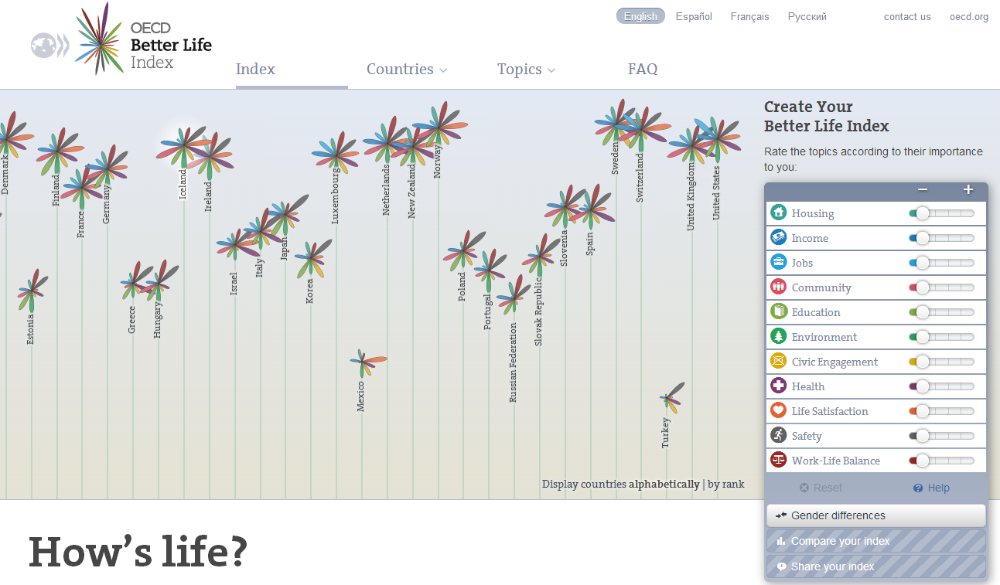 English
Español
Français
Русский
contact us
oecd.org
OECD
Better Life
Index
Index
Countries
Topics
FAQ
Denmark
Estonia
Finland
France
Germany
Greece
Hungary
Iceland
Ireland
Israel
Italy
Japan
Korea
Luxembourg
Mexico
Netherlands
New Zealand
Norway
Poland
Portugal
Russian Federation
Slovak Republic
Slovenia
Spain
Sweden
Switzerland
Turkey
United Kingdom
United States
Display countries alphabetically | by rank
Create Your
Better Life Index
Rate the topics according to their importance
to you:
− +
Housing
Income
Jobs
Community
Education
Environment
Civic Engagement
Health
Life Satisfaction
Safety
Work-Life Balance
Reset
Help
Gender differences
Compare your index
Share your index
How's life?